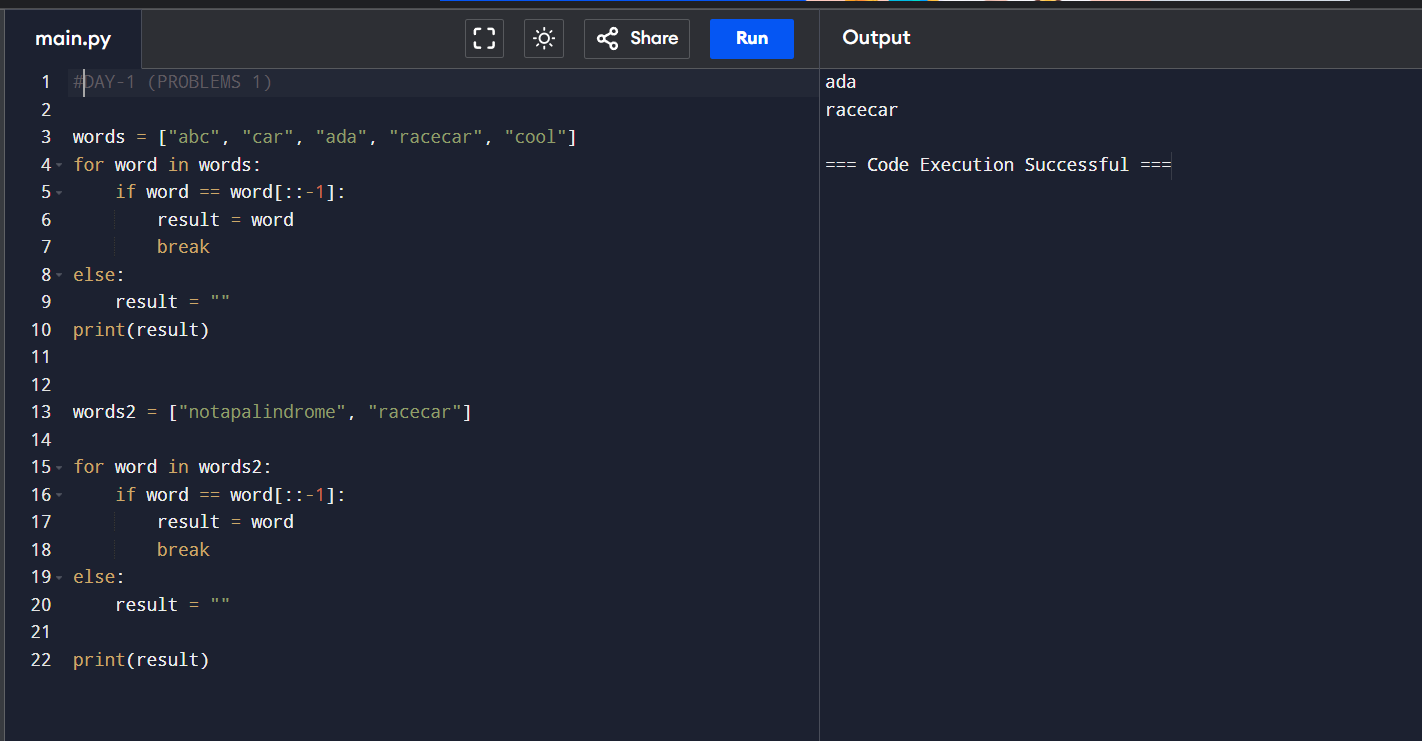 main.py
Share
Run
Output
1 #DAY-1 (PROBLEMS 1)
2
3 words = ["abc", "car", "ada", "racecar", "cool"]
4 for word in words:
5     if word == word[::-1]:
6         result = word
7         break
8 else:
9     result = ""
10 print(result)
11
12
13 words2 = ["notapalindrome", "racecar"]
14
15 for word in words2:
16     if word == word[::-1]:
17         result = word
18         break
19 else:
20     result = ""
21
22 print(result)
ada
racecar
=== Code Execution Successful ===